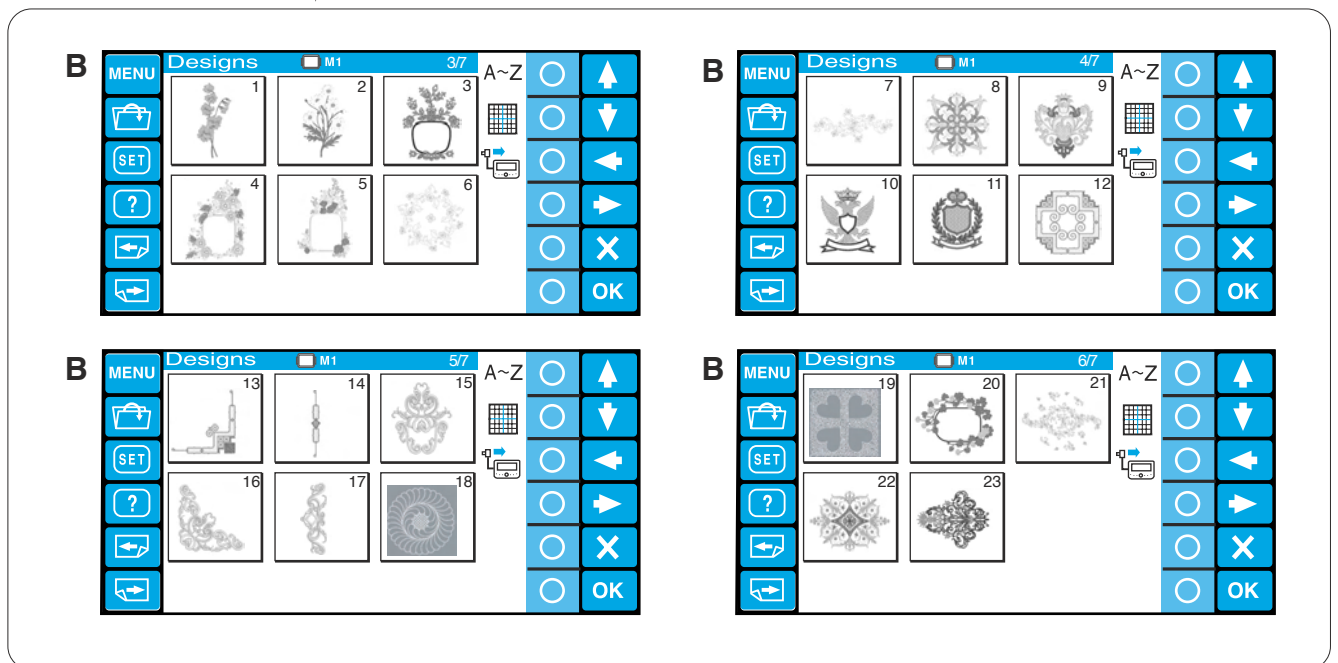 B
MENU
Designs M1 3/7
A~Z
1 2 3
SET
4 5 6
?
X
OK
B
MENU
Designs M1 4/7
A~Z
7 8 9
SET
10 11 12
?
X
OK
B
MENU
Designs M1 5/7
A~Z
13 14 15
SET
16 17 18
?
X
OK
B
MENU
Designs M1 6/7
A~Z
19 20 21
SET
22 23
?
X
OK